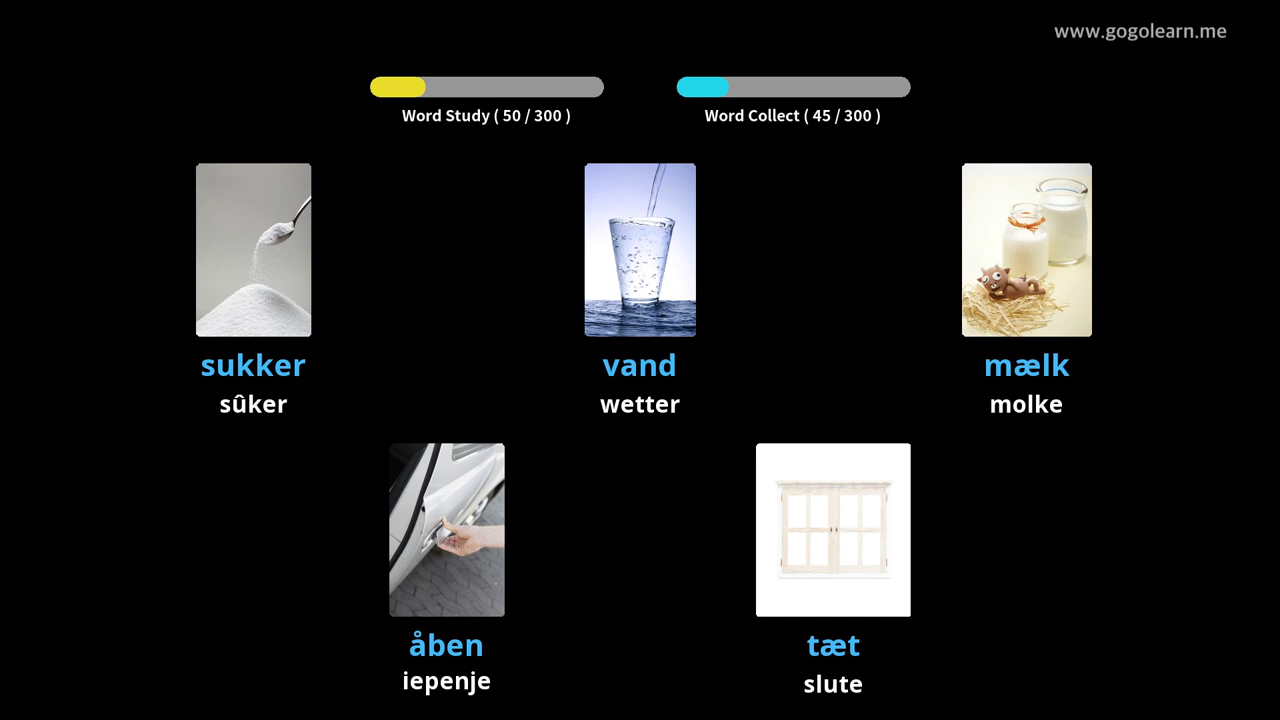 www.gogolearn.me
Word Study ( 50 / 300 )
Word Collect ( 45 / 300 )
sukker
sûker
vand
wetter
mælk
molke
åben
iepenje
tæt
slute